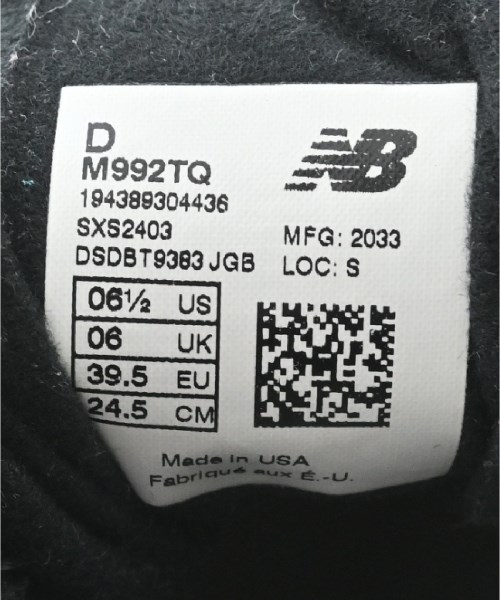 D
M992TQ
194389304436
SXS2403
DSDBT9383 JGB
NB
MFG: 2033
LOC: S
06½ US
06 UK
39.5 EU
24.5 CM
Made in USA
Fabriqué aux É.-U.